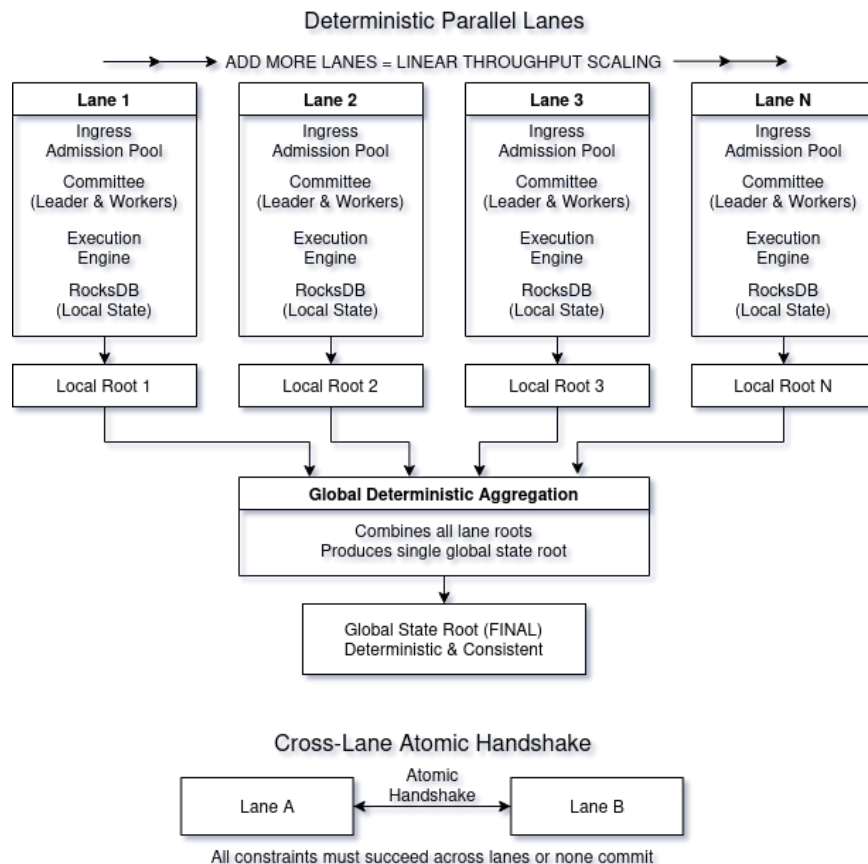 Deterministic Parallel Lanes
ADD MORE LANES = LINEAR THROUGHPUT SCALING
Lane 1
Ingress
Admission Pool
Committee
(Leader & Workers)
Execution
Engine
RocksDB
(Local State)
Lane 2
Ingress
Admission Pool
Committee
(Leader & Workers)
Execution
Engine
RocksDB
(Local State)
Lane 3
Ingress
Admission Pool
Committee
(Leader & Workers)
Execution
Engine
RocksDB
(Local State)
Lane N
Ingress
Admission Pool
Committee
(Leader & Workers)
Execution
Engine
RocksDB
(Local State)
Local Root 1
Local Root 2
Local Root 3
Local Root N
Global Deterministic Aggregation
Combines all lane roots
Produces single global state root
Global State Root (FINAL)
Deterministic & Consistent
Cross-Lane Atomic Handshake
Lane A
Atomic
Handshake
Lane B
All constraints must succeed across lanes or none commit